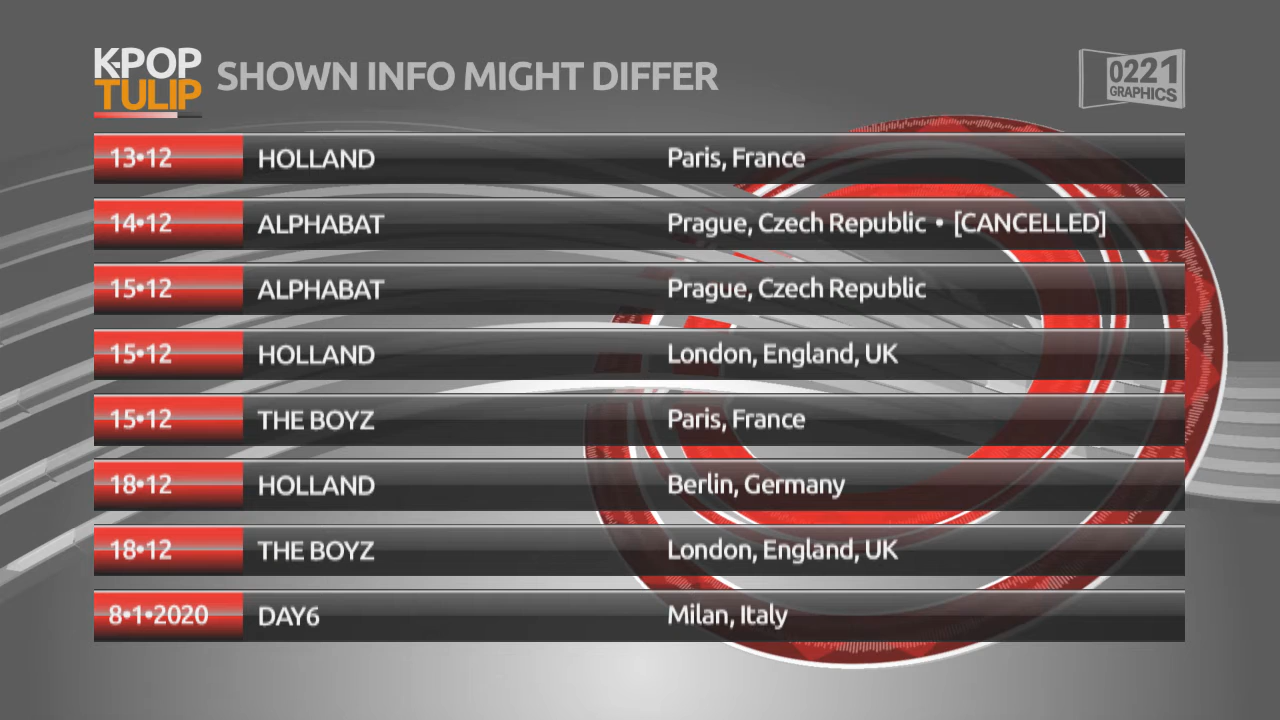 K-POP
TULIP
SHOWN INFO MIGHT DIFFER
0221
GRAPHICS
13•12 HOLLAND Paris, France
14•12 ALPHABAT Prague, Czech Republic • [CANCELLED]
15•12 ALPHABAT Prague, Czech Republic
15•12 HOLLAND London, England, UK
15•12 THE BOYZ Paris, France
18•12 HOLLAND Berlin, Germany
18•12 THE BOYZ London, England, UK
8•1•2020 DAY6 Milan, Italy